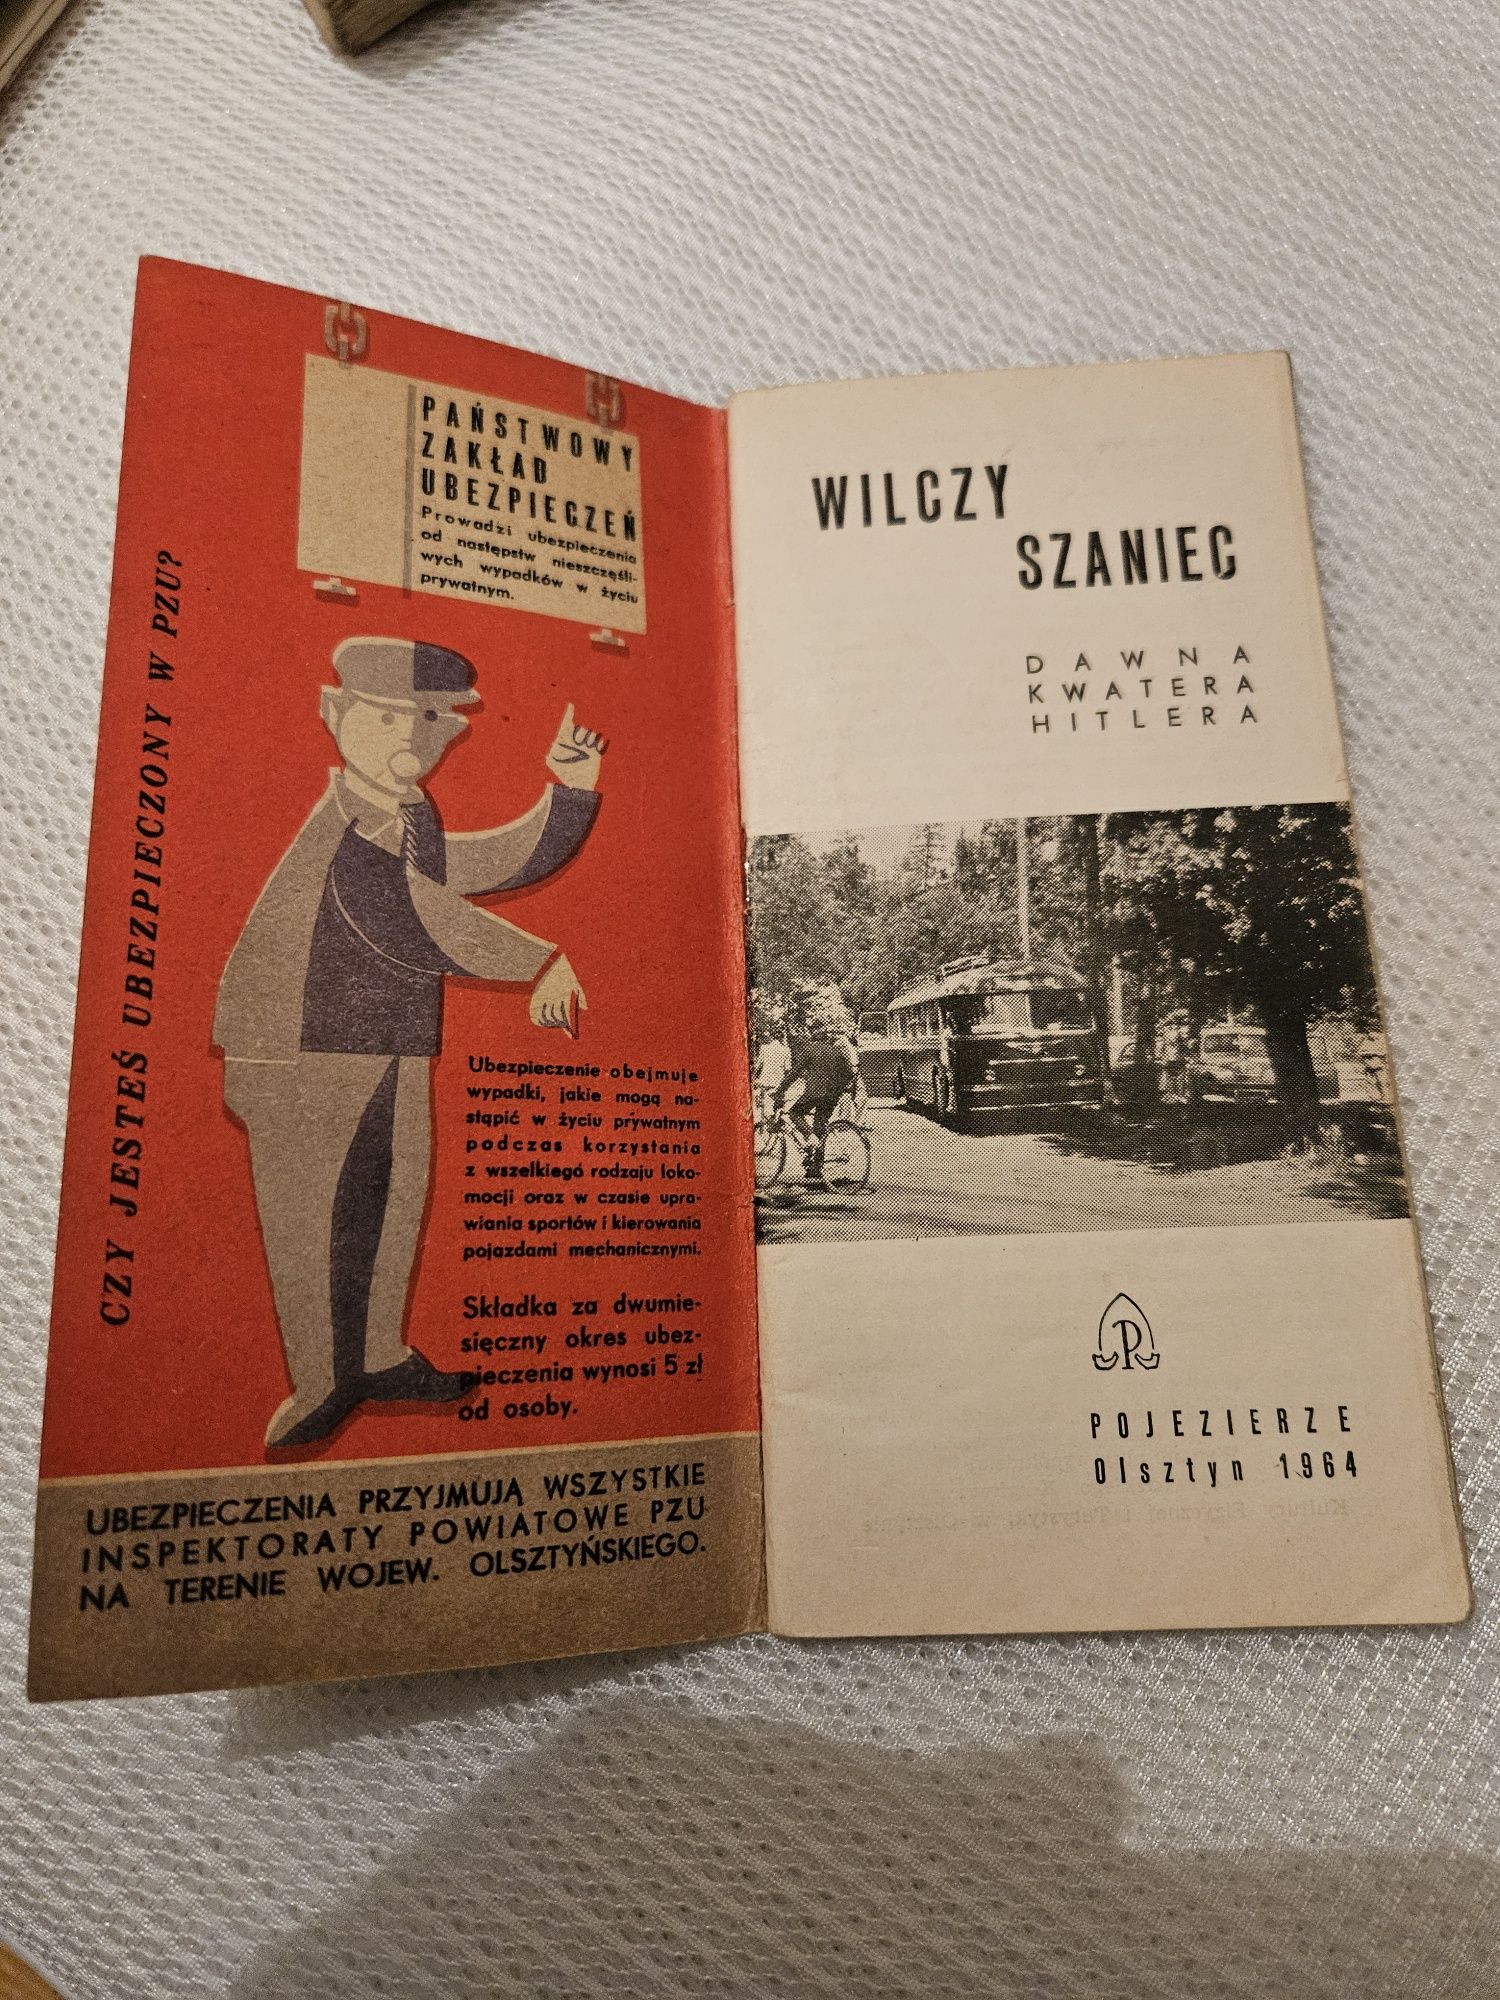 CZY JESTEŚ UBEZPIECZONY W PZU?
PAŃSTWOWY
ZAKŁAD
UBEZPIECZEŃ
Prowadzi ubezpieczenia
od następstw nieszczęśli-
wych wypadków w życiu
prywatnym.
Ubezpieczenie obejmuje
wypadki, jakie mogą na-
stąpić w życiu prywatnym
podczas korzystania
z wszelkiego rodzaju loko-
mocji oraz w czasie upra-
wiania sportów i kierowania
pojazdami mechanicznymi.
Składka za dwumie-
sięczny okres ubez-
pieczenia wynosi 5 zł
od osoby.
UBEZPIECZENIA PRZYJMUJĄ WSZYSTKIE
INSPEKTORATY POWIATOWE PZU
NA TERENIE WOJEW. OLSZTYŃSKIEGO.
WILCZY
SZANIEC
DAWNA
KWATERA
HITLERA
P
POJEZIERZE
Olsztyn 1964